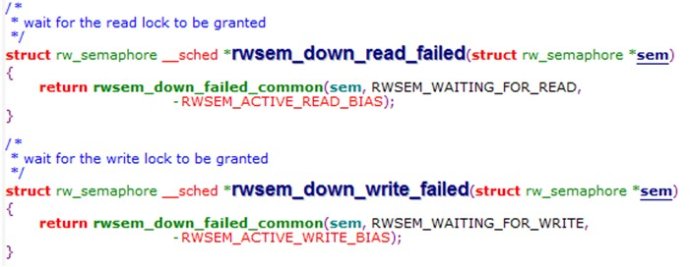 /*
 * wait for the read lock to be granted
 */
struct rw_semaphore __sched *rwsem_down_read_failed(struct rw_semaphore *sem)
{
    return rwsem_down_failed_common(sem, RWSEM_WAITING_FOR_READ,
                    -RWSEM_ACTIVE_READ_BIAS);
}
/*
 * wait for the write lock to be granted
 */
struct rw_semaphore __sched *rwsem_down_write_failed(struct rw_semaphore *sem)
{
    return rwsem_down_failed_common(sem, RWSEM_WAITING_FOR_WRITE,
                    -RWSEM_ACTIVE_WRITE_BIAS);
}